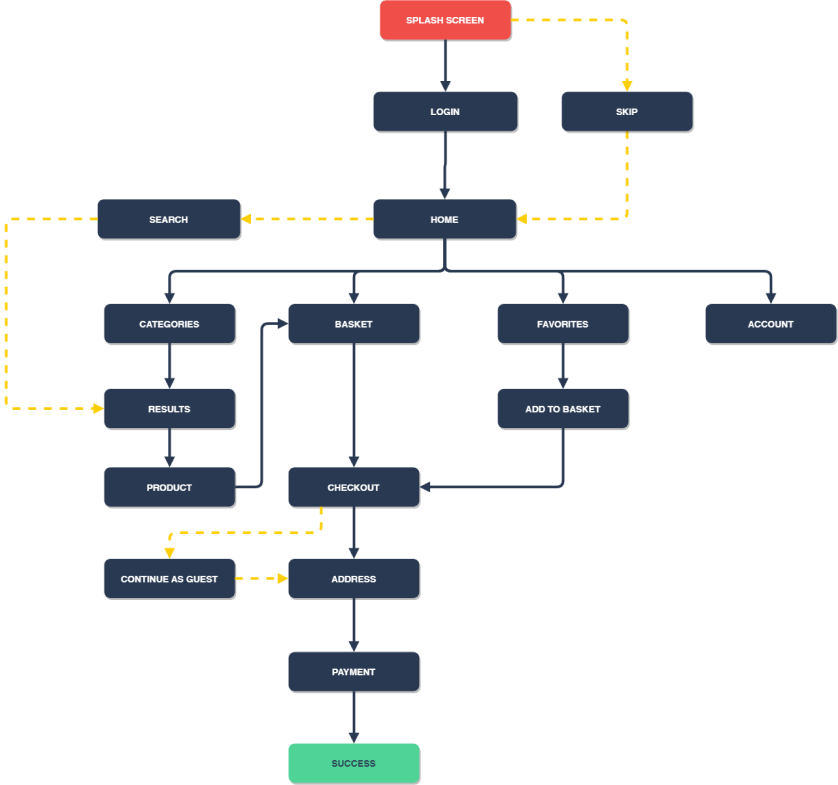 SPLASH SCREEN
LOGIN
SKIP
SEARCH
HOME
CATEGORIES
BASKET
FAVORITES
ACCOUNT
RESULTS
ADD TO BASKET
PRODUCT
CHECKOUT
CONTINUE AS GUEST
ADDRESS
PAYMENT
SUCCESS